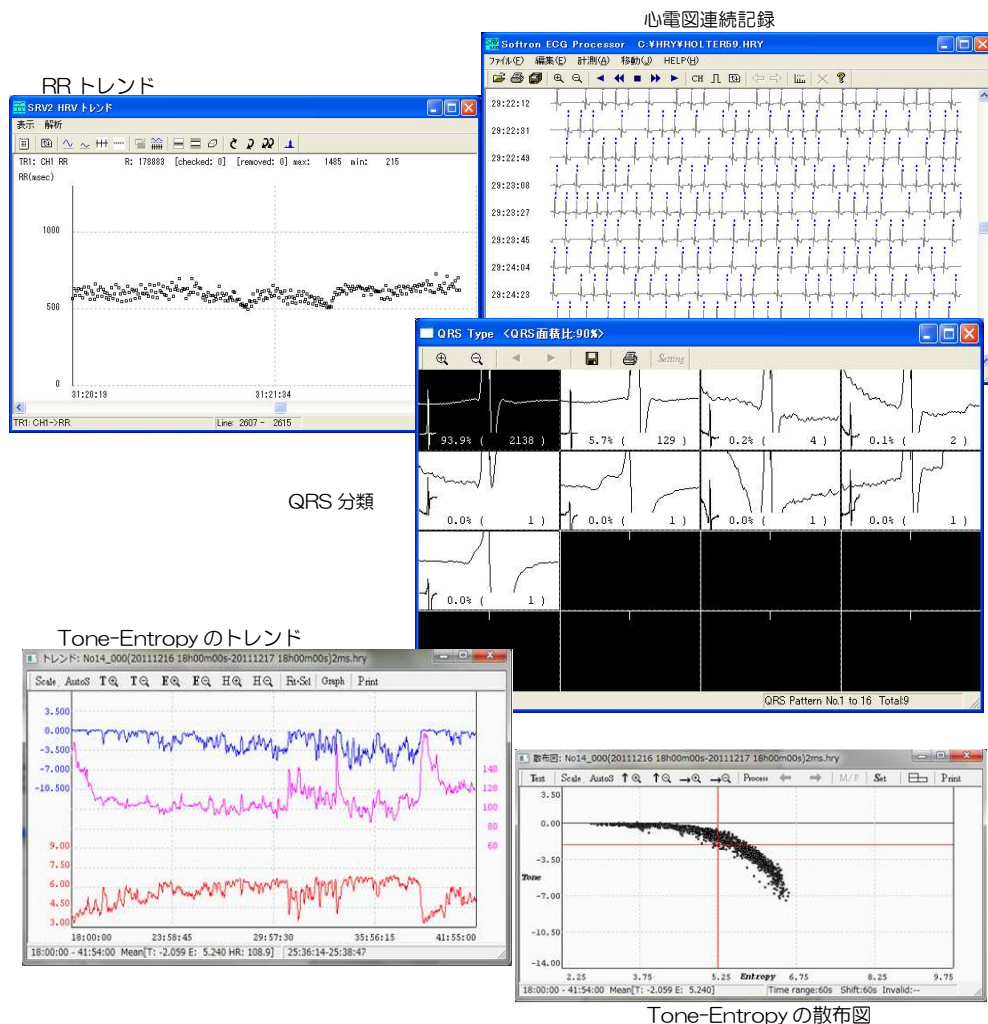 心電図連続記録
Softron ECG Processor C:¥HRY¥HOLTER59.HRY
ファイル(F) 編集(E) 計測(A) 移動(J) HELP(H)
CH
29:22:12
29:22:31
29:22:49
29:23:08
29:23:27
29:23:45
29:24:04
29:24:23
RR トレンド
SRV2 HRV トレンド
表示 解析
TR1: CH1 RR R: 178883 [checked: 0] [removed: 0] max: 1485 min: 215
RR(msec)
1000
500
0
31:20:19 31:21:34
TR1: CH1->RR Line: 2607 - 2615
QRS 分類
QRS Type <QRS面積比:90%>
Setting
93.9% ( 2138 ) 5.7% ( 129 ) 0.2% ( 4 ) 0.1% ( 2 )
0.0% ( 1 ) 0.0% ( 1 ) 0.0% ( 1 ) 0.0% ( 1 )
0.0% ( 1 )
QRS Pattern No.1 to 16 Total:9
Tone-Entropy のトレンド
トレンド: No14_000(20111216 18h00m00s-20111217 18h00m00s)2ms.hry
Scale AutoS T T E E H H Fit-Scl Graph Print
3.500
0.000
-3.500
-7.000
-10.500
140
120
100
80
60
9.00
7.50
6.00
4.50
3.00
18:00:00 23:58:45 29:57:30 35:56:15 41:55:00
18:00:00 - 41:54:00 Mean[T: -2.059 E: 5.240 HR: 108.9] 25:36:14-25:38:47
散布図: No14_000(20111216 18h00m00s-20111217 18h00m00s)2ms.hry
Text Scale AutoS Process M/F Set Print
3.50
0.00
-3.50
Tone
-7.00
-10.50
-14.00
2.25 3.75 5.25 Entropy 6.75 8.25 9.75
18:00:00 - 41:54:00 Mean[T: -2.059 E: 5.240] Time range:60s Shift:60s Invalid:--
Tone-Entropy の散布図